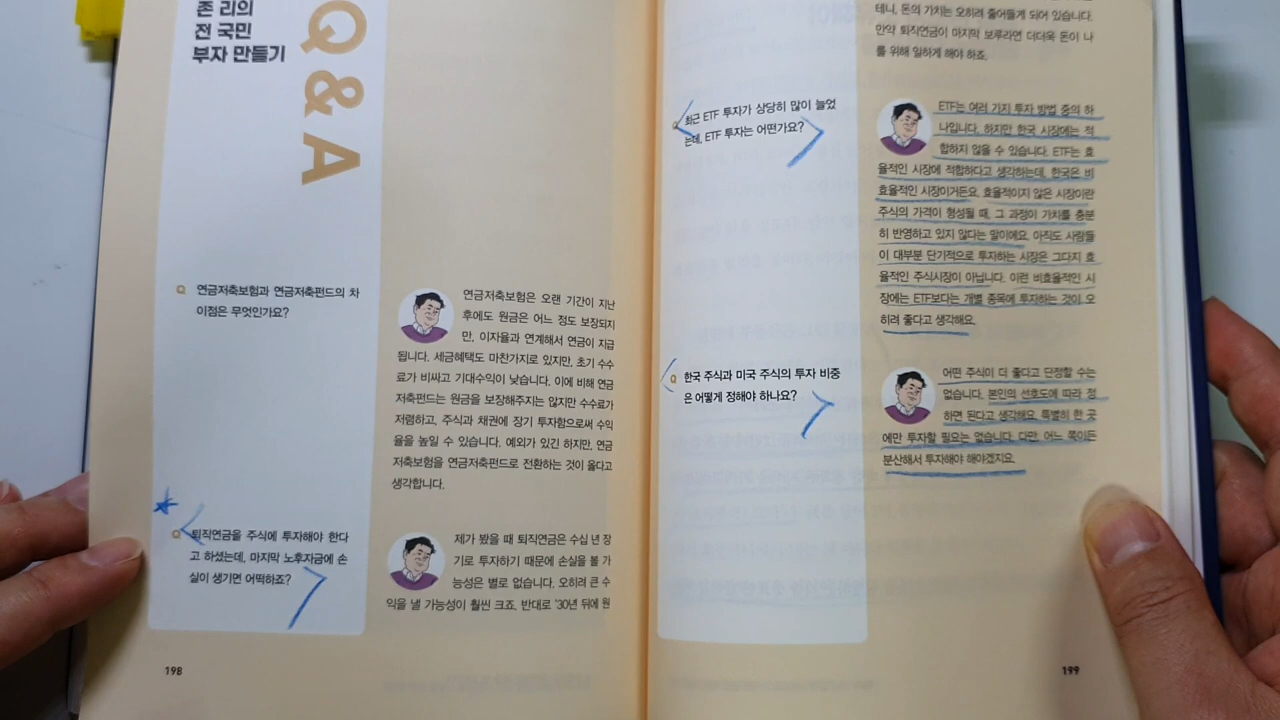 존 리의
전 국민
부자 만들기
Q & A
Q 연금저축보험과 연금저축펀드의 차
이점은 무엇인가요?
연금저축보험은 오랜 기간이 지난
후에도 원금은 어느 정도 보장되지
만, 이자율과 연계해서 연금이 지급
됩니다. 세금혜택도 마찬가지로 있지만, 초기 수수
료가 비싸고 기대수익이 낮습니다. 이에 비해 연금
저축펀드는 원금을 보장해주지는 않지만 수수료가
저렴하고, 주식과 채권에 장기 투자함으로써 수익
율을 높일 수 있습니다. 예외가 있긴 하지만, 연금
저축보험을 연금저축펀드로 전환하는 것이 옳다고
생각합니다.
Q 퇴직연금을 주식에 투자해야 한다
고 하셨는데, 마지막 노후자금에 손
실이 생기면 어떡하죠?
제가 봤을 때 퇴직연금은 수십 년 장
기로 투자하기 때문에 손실을 볼 가
능성은 별로 없습니다. 오히려 큰 수
익을 낼 가능성이 훨씬 크죠. 반대로 '30년 뒤에 원
198
테니, 돈의 가치는 오히려 줄어들게 되어 있습니다.
만약 퇴직연금이 마지막 보루라면 더더욱 돈이 나
를 위해 일하게 해야 하죠.
Q 최근 ETF 투자가 상당히 많이 늘었
는데, ETF 투자는 어떤가요?
ETF는 여러 가지 투자 방법 중의 하
나입니다. 하지만 한국 시장에는 적
합하지 않을 수 있습니다. ETF는 효
율적인 시장에 적합하다고 생각하는데, 한국은 비
효율적인 시장이거든요. 효율적이지 않은 시장이란
주식의 가격이 형성될 때, 그 과정이 가치를 충분
히 반영하고 있지 않다는 말이에요. 아직도 사람들
이 대부분 단기적으로 투자하는 시장은 그다지 효
율적인 주식시장이 아닙니다. 이런 비효율적인 시
장에는 ETF보다는 개별 종목에 투자하는 것이 오
히려 좋다고 생각해요.
Q 한국 주식과 미국 주식의 투자 비중
은 어떻게 정해야 하나요?
어떤 주식이 더 좋다고 단정할 수는
없습니다. 본인의 선호도에 따라 정
하면 된다고 생각해요. 특별히 한 곳
에만 투자할 필요는 없습니다. 다만 어느 쪽이든
분산해서 투자해야 해야겠지요.
199